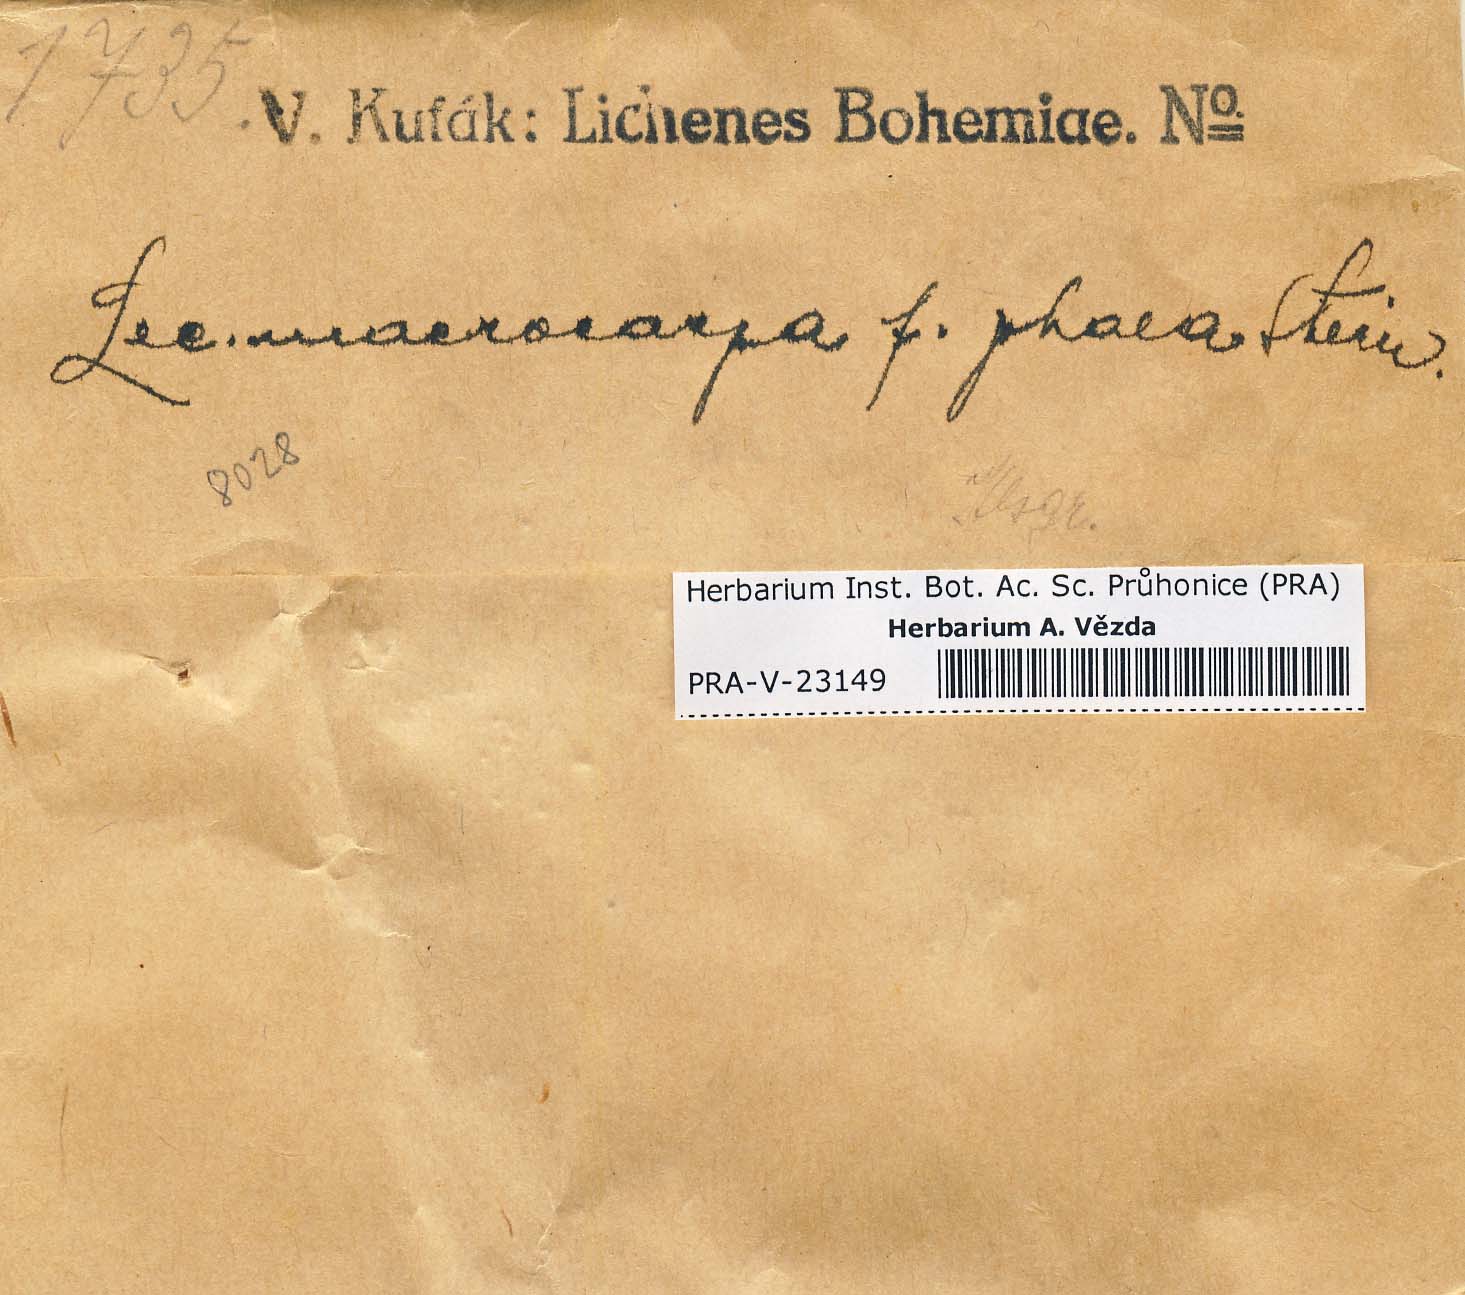 1735.
V. Kuťák: Lichenes Bohemiae. No.
Lec. macrocarpa f. phaea Stein.
8028
Herbarium Inst. Bot. Ac. Sc. Průhonice (PRA)
Herbarium A. Vězda
PRA-V-23149